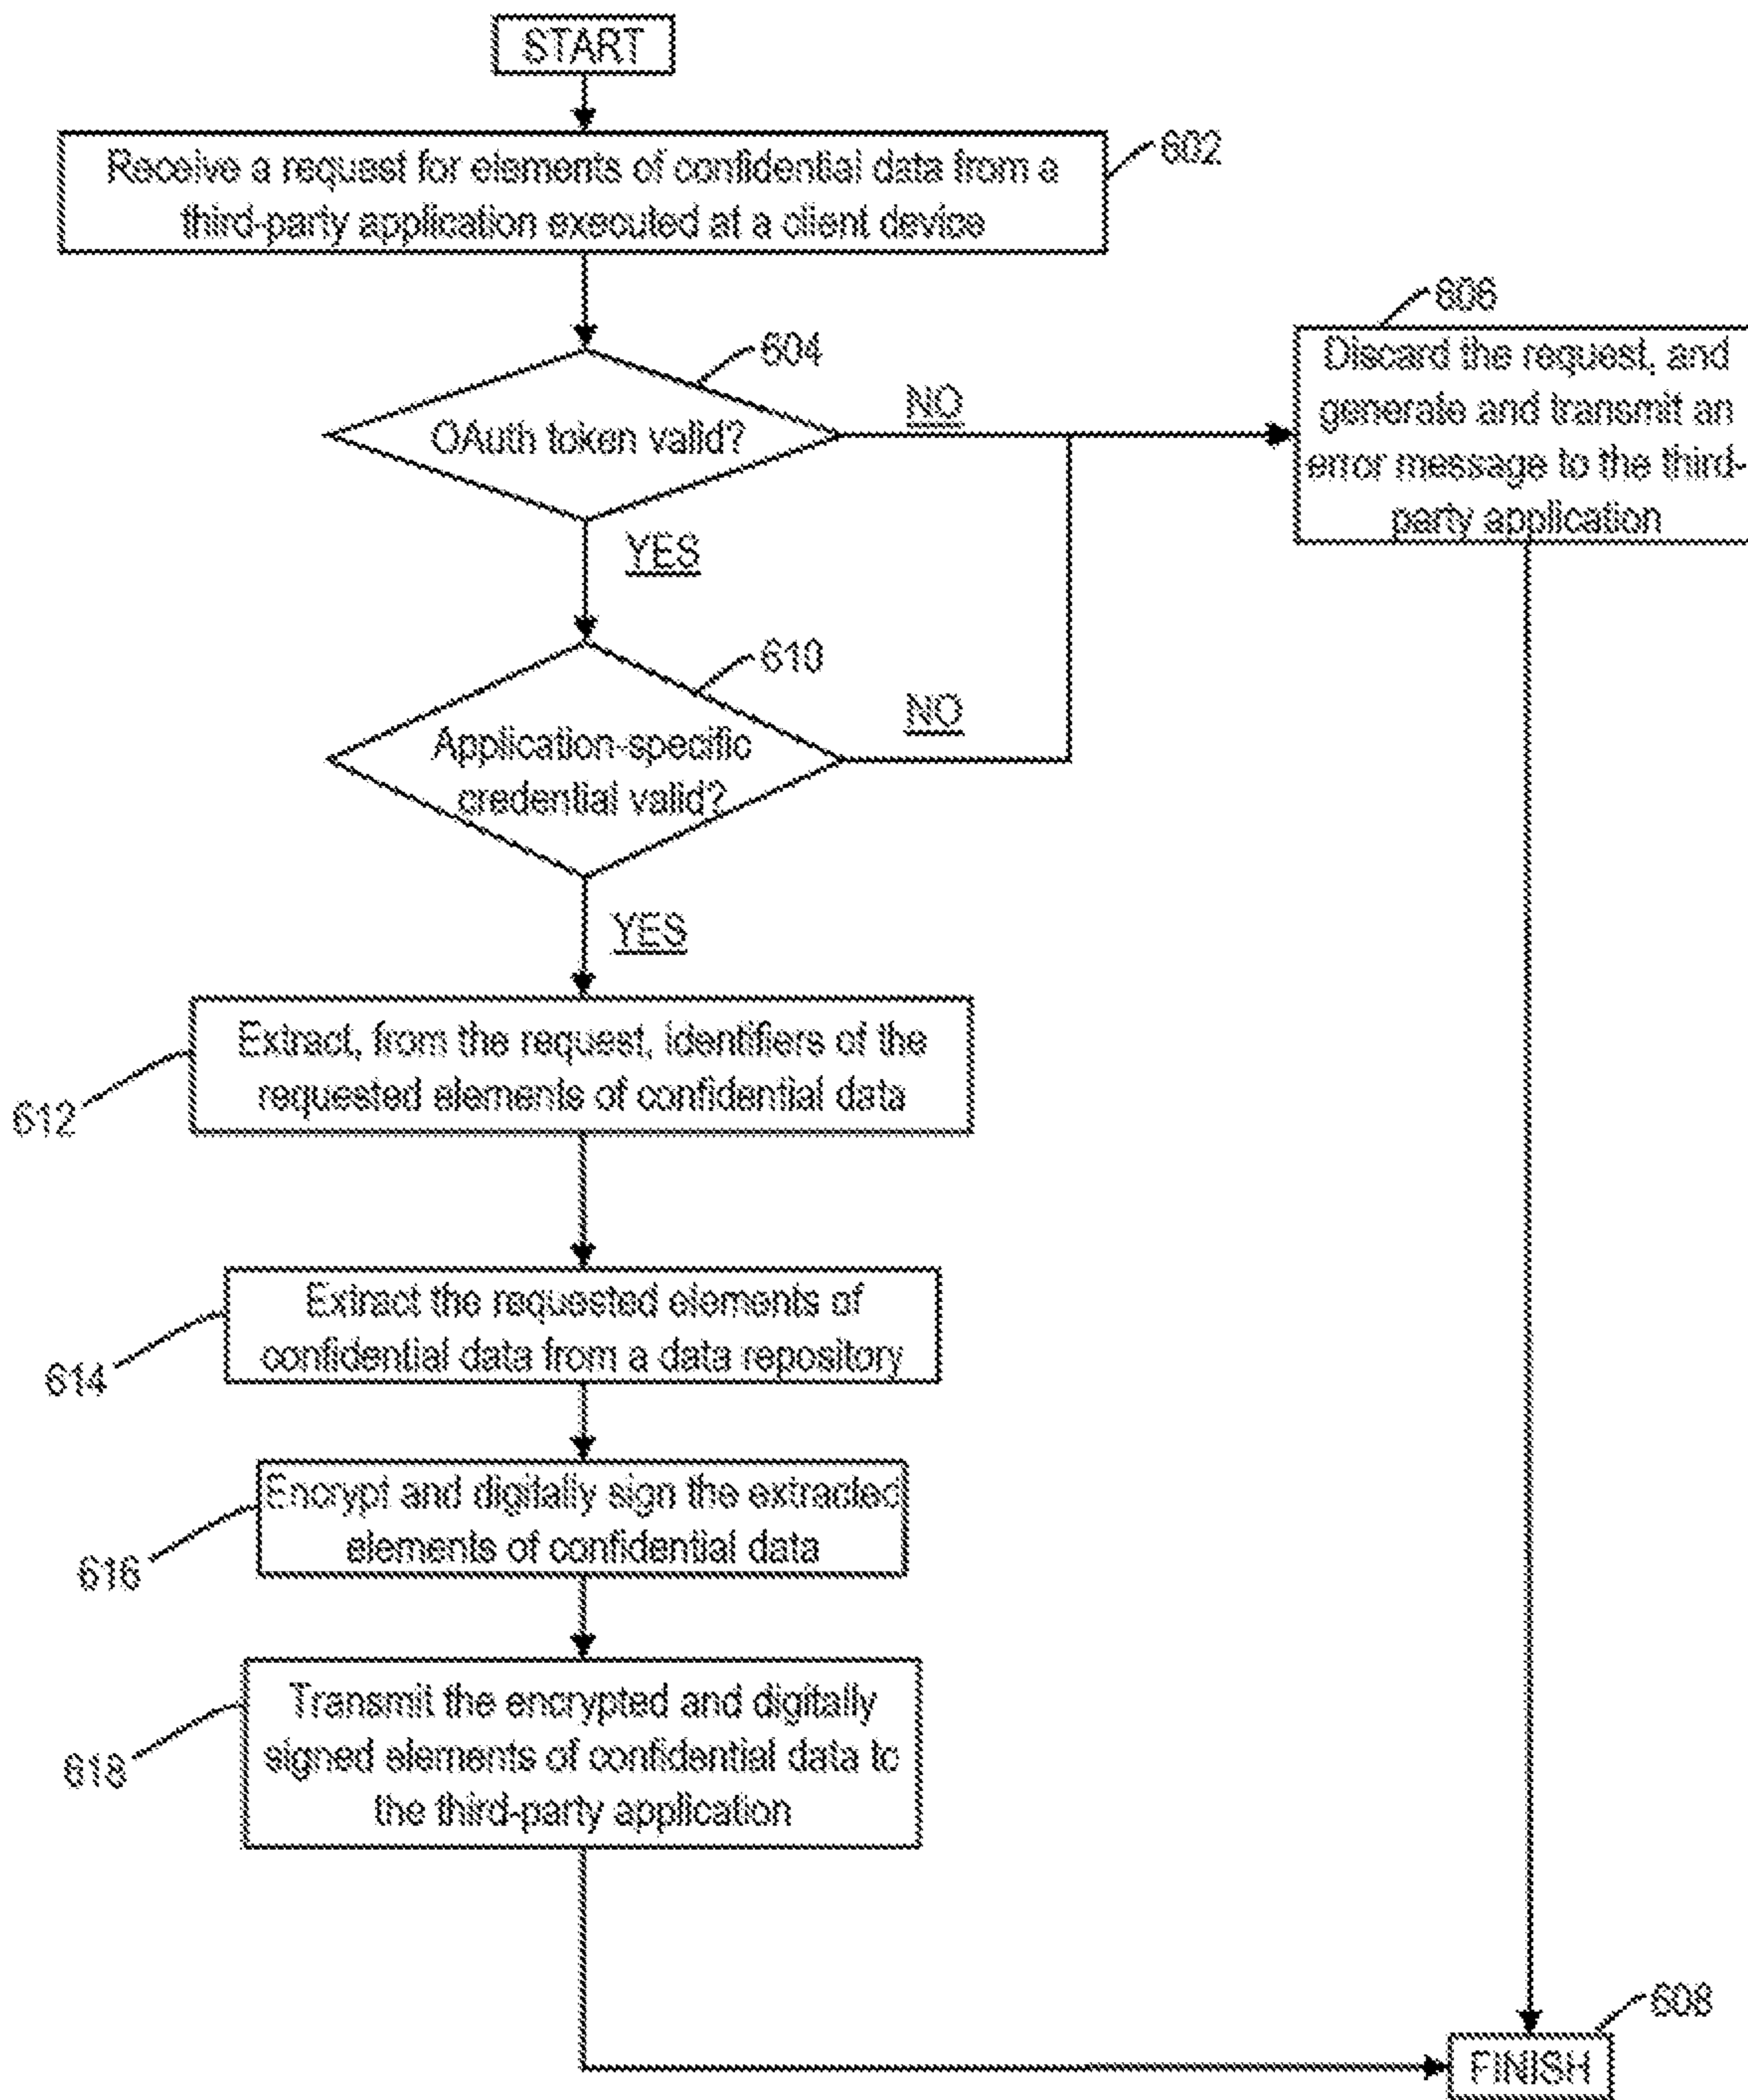 START
Receive a request for elements of confidential data from a
third-party application executed at a client device
602
604
OAuth token valid?
NO
606
Discard the request, and
generate and transmit an
error message to the third-
party application
YES
610
Application-specific
credential valid?
NO
YES
Extract, from the request, identifiers of the
requested elements of confidential data
612
Extract the requested elements of
confidential data from a data repository
614
Encrypt and digitally sign the extracted
elements of confidential data
616
Transmit the encrypted and digitally
signed elements of confidential data to
the third-party application
618
608
FINISH